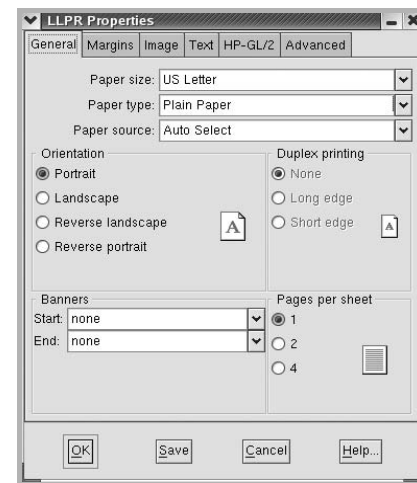 LLPR Properties
General Margins Image Text HP-GL/2 Advanced
Paper size: US Letter
Paper type: Plain Paper
Paper source: Auto Select
Orientation
Portrait
Landscape
Reverse landscape
Reverse portrait
A
Duplex printing
None
Long edge
Short edge
A
Banners
Start: none
End: none
Pages per sheet
1
2
4
OK Save Cancel Help...